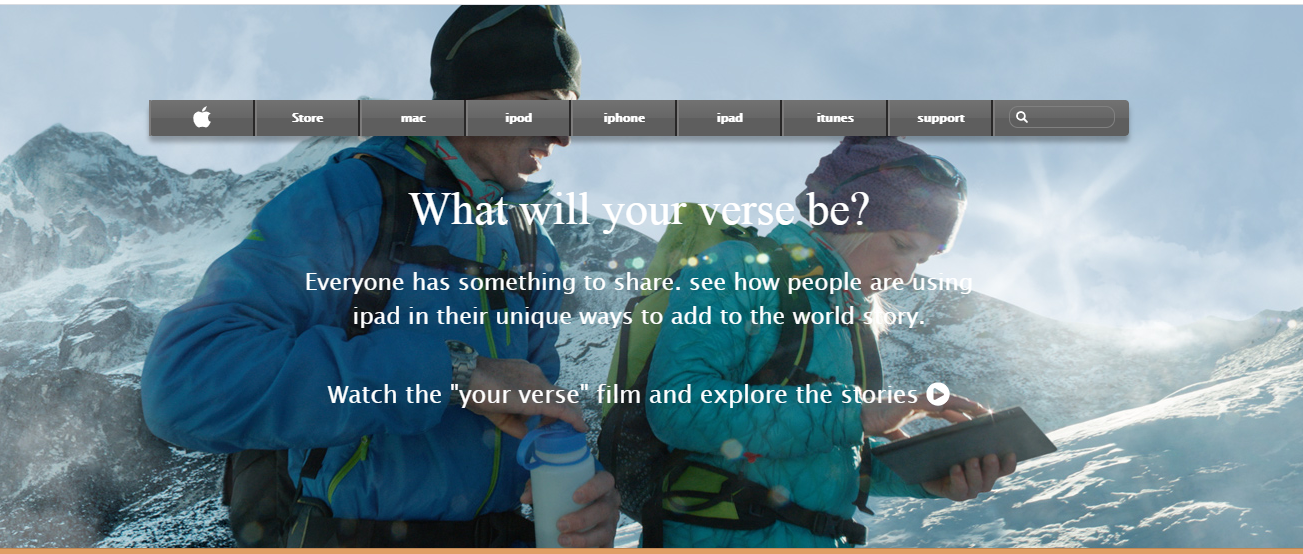 Store mac ipod iphone ipad itunes support
What will your verse be?
Everyone has something to share. see how people are using
ipad in their unique ways to add to the world story.
Watch the "your verse" film and explore the stories